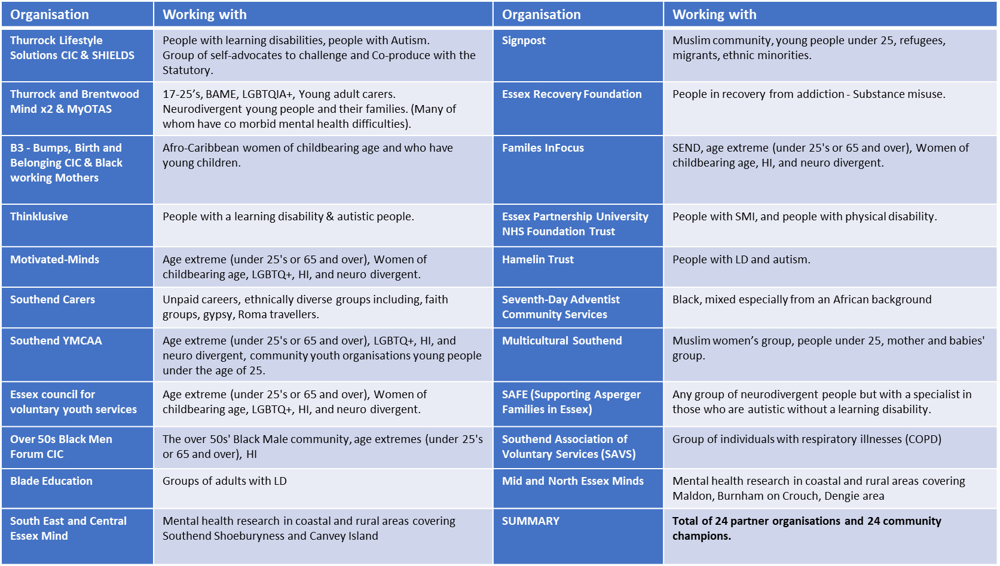 Organisation
Working with
Organisation
Working with
Thurrock Lifestyle
Solutions CIC & SHIELDS
People with learning disabilities, people with Autism.
Group of self-advocates to challenge and Co-produce with the
Statutory.
Signpost
Muslim community, young people under 25, refugees,
migrants, ethnic minorities.
Thurrock and Brentwood
Mind x2 & MyOTAS
17-25’s, BAME, LGBTQIA+, Young adult carers.
Neurodivergent young people and their families. (Many of
whom have co morbid mental health difficulties).
Essex Recovery Foundation
People in recovery from addiction - Substance misuse.
B3 - Bumps, Birth and
Belonging CIC & Black
working Mothers
Afro-Caribbean women of childbearing age and who have
young children.
Familes InFocus
SEND, age extreme (under 25's or 65 and over), Women of
childbearing age, HI, and neuro divergent.
Thinklusive
People with a learning disability & autistic people.
Essex Partnership University
NHS Foundation Trust
People with SMI, and people with physical disability.
Motivated-Minds
Age extreme (under 25's or 65 and over), Women of
childbearing age, LGBTQ+, HI, and neuro divergent.
Hamelin Trust
People with LD and autism.
Southend Carers
Unpaid careers, ethnically diverse groups including, faith
groups, gypsy, Roma travellers.
Seventh-Day Adventist
Community Services
Black, mixed especially from an African background
Southend YMCAA
Age extreme (under 25's or 65 and over), LGBTQ+, HI, and
neuro divergent, community youth organisations young people
under the age of 25.
Multicultural Southend
Muslim women’s group, people under 25, mother and babies'
group.
Essex council for
voluntary youth services
Age extreme (under 25's or 65 and over), Women of
childbearing age, LGBTQ+, HI, and neuro divergent.
SAFE (Supporting Asperger
Families in Essex)
Any group of neurodivergent people but with a specialist in
those who are autistic without a learning disability.
Over 50s Black Men
Forum CIC
The over 50s' Black Male community, age extremes (under 25's
or 65 and over), HI
Southend Association of
Voluntary Services (SAVS)
Group of individuals with respiratory illnesses (COPD)
Blade Education
Groups of adults with LD
Mid and North Essex Minds
Mental health research in coastal and rural areas covering
Maldon, Burnham on Crouch, Dengie area
South East and Central
Essex Mind
Mental health research in coastal and rural areas covering
Southend Shoeburyness and Canvey Island
SUMMARY
Total of 24 partner organisations and 24 community
champions.